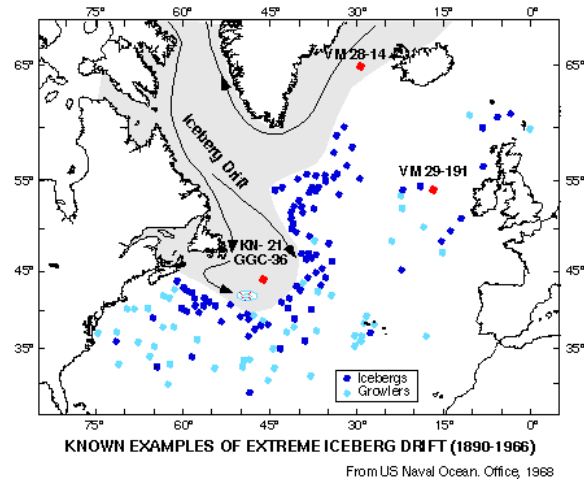 75° 60° 45° 30° 15° 0°
65° 65°
VM 28-14
Iceberg Drift
55° 55°
VM 29-191
KN- 21
GGC-36
45° 45°
35° 35°
Icebergs
Growlers
75° 60° 45° 30° 15° 0°
KNOWN EXAMPLES OF EXTREME ICEBERG DRIFT (1890-1966)
From US Naval Ocean. Office, 1968